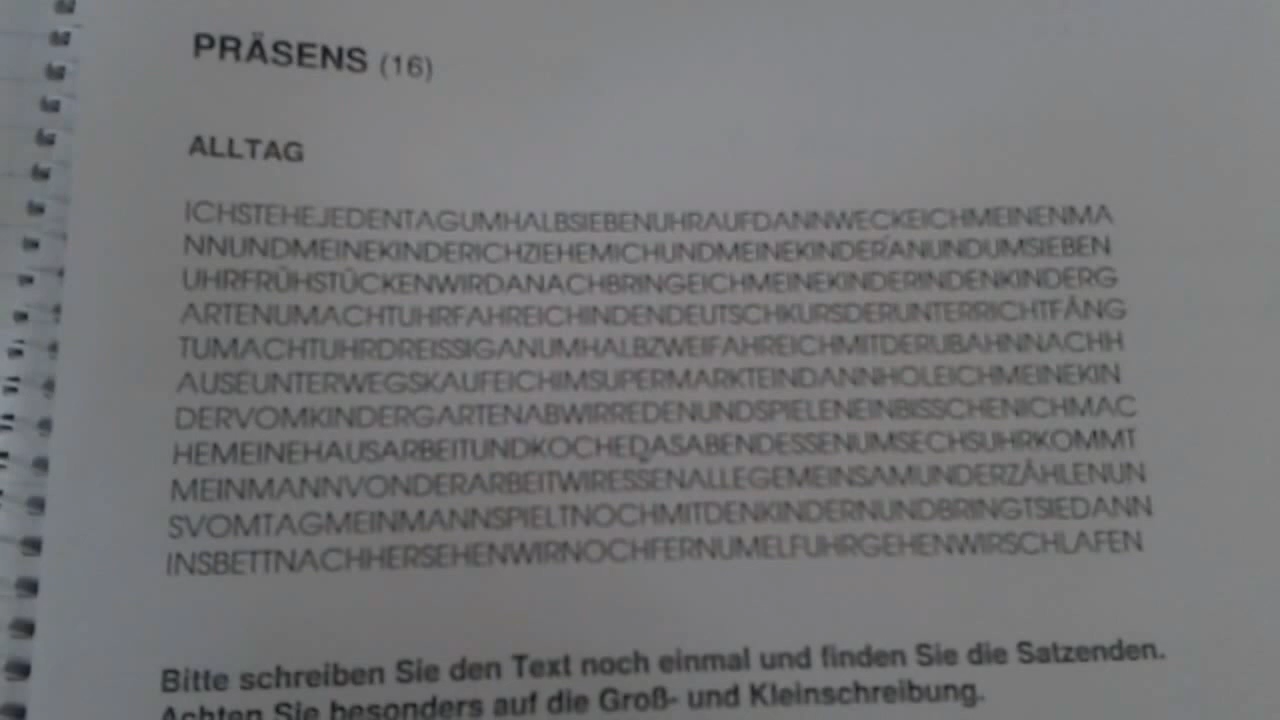 PRÄSENS (16)
ALLTAG
ICHSTEHEJEDENTAGUMHALBSIEBENUHRAUFDANNWECKEICHMEINENMA
NNUNDMEINEKINDERICHZIEHEMICHUNDMEINEKINDERANUNDUMSIEBEN
UHRFRÜHSTÜCKENWIRDANACHBRINGEICHMEINEKINDERINDENKINDERG
ARTENUMACHTUHRFAHREICHINDENDEUTSCHKURSDERUNTERRICHTFÄNG
TUMACHTUHRDREISSIGANUMHALBZWEIFAHREICHMITDERUBAHNNACHH
AUSEUNTERWEGSKAUFEICHIMSUPERMARKTEINDANNHOLEICHMEINEKIN
DERVOMKINDERGARTENABWIRREDENUNDSPIELENEINBISSCHENICHMAC
HEMEINEHAUSARBEITUNDKOCHEDASABENDESSENUMSECHSUHRKOMMT
MEINMANNVONDERARBEITWIRESSENALLEGEMEINSAMUNDERZÄHLENUN
SVOMTAGMEINMANNSPIELTNOCHMITDENKINDERNUNDBRINGTSIEDANN
INSBETTNACHHERSEHENWIRNOCHFERNUMELFUHRGEHENWIRSCHLAFEN
Bitte schreiben Sie den Text noch einmal und finden Sie die Satzenden.
Achten Sie besonders auf die Groß- und Kleinschreibung.